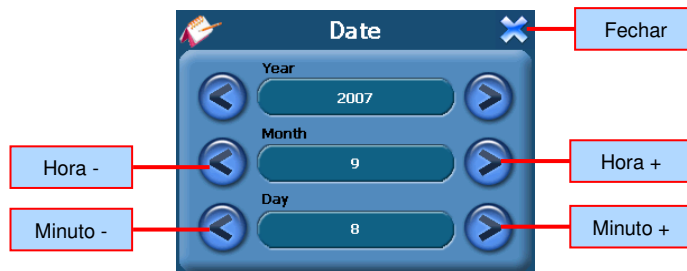 Date
Fechar
Year
2007
Month
Hora -
9
Hora +
Day
Minuto -
8
Minuto +